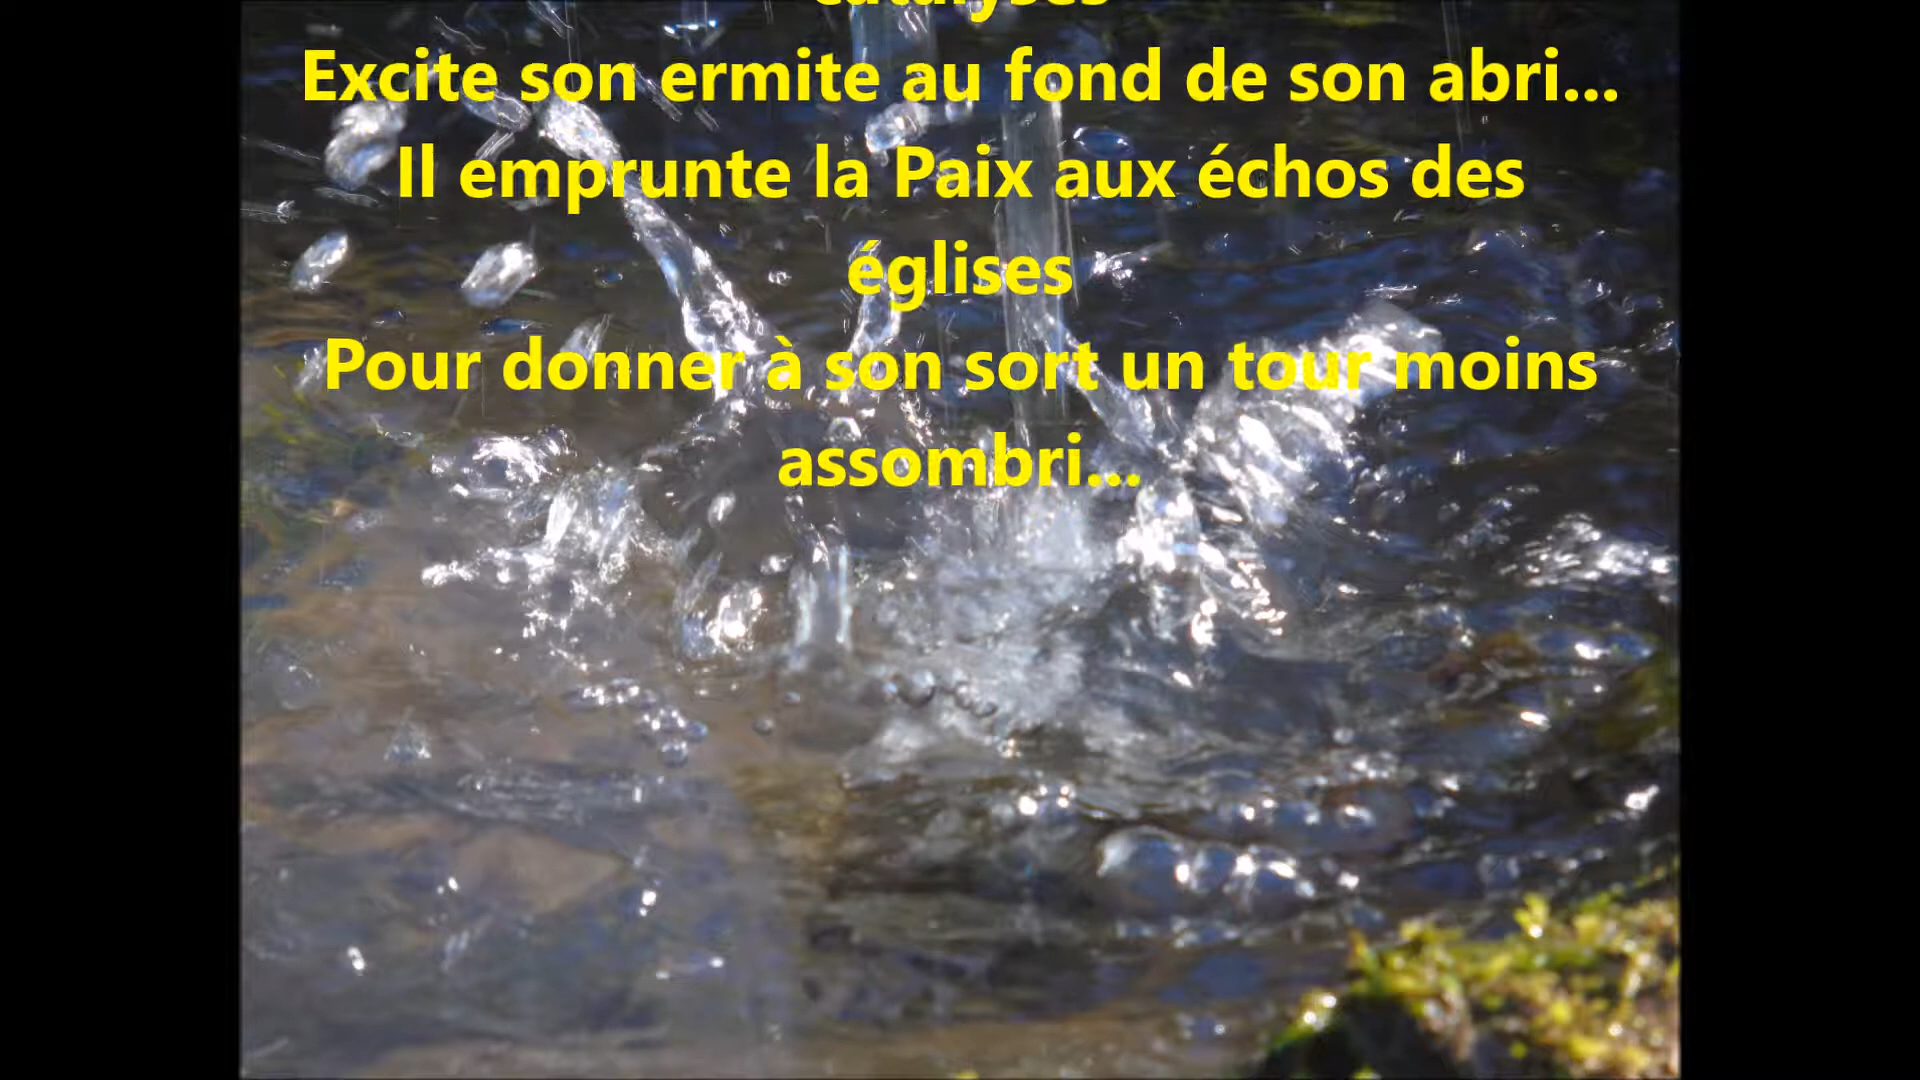 catalyses
Excite son ermite au fond de son abri...
Il emprunte la Paix aux échos des
églises
Pour donner à son sort un tour moins
assombri...